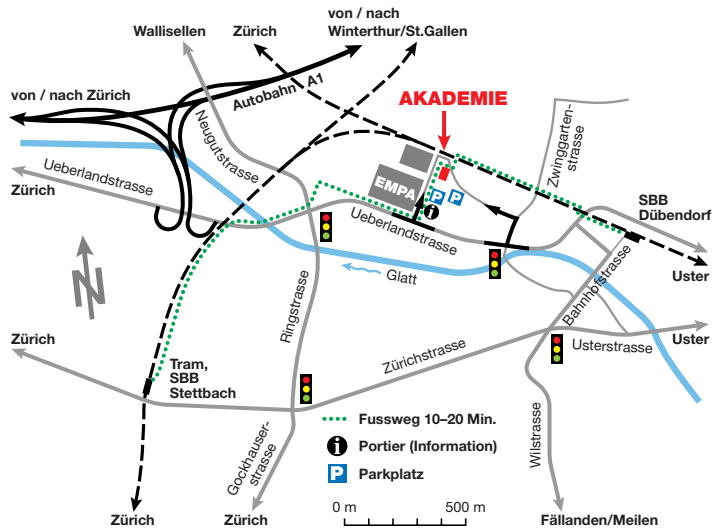 von / nach
Winterthur/St.Gallen
Wallisellen
Zürich
Autobahn A1
von / nach Zürich
AKADEMIE
Neugutstrasse
Zwinggarten-
strasse
EMPA
P P
i
Ueberlandstrasse
Zürich
Ueberlandstrasse
SBB
Dübendorf
Uster
Glatt
N
Ringstrasse
Bahnhofstrasse
Zürich
Zürichstrasse
Usterstrasse
Uster
Tram,
SBB
Stettbach
Fussweg 10–20 Min.
i Portier (Information)
P Parkplatz
Gockhauser-
strasse
Wilstrasse
0 m 500 m
Zürich
Zürich
Fällanden/Meilen